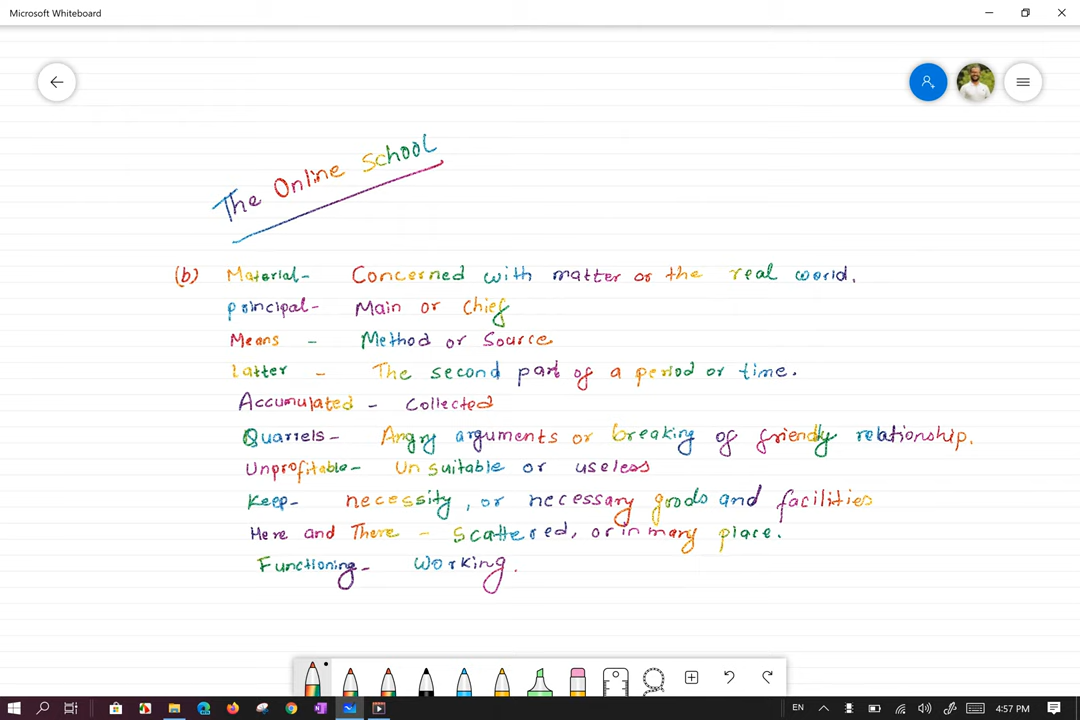 Microsoft Whiteboard
The Online School
(b) Material- Concerned with matter or the real world.
principal- Main or Chief
Means - Method or Source
Latter - The second part of a period or time.
Accumulated - Collected
Quarrels- Angry arguments or breaking of friendly relationship.
Unprofitable- Unsuitable or useless
Keep- necessity, or necessary goods and facilities
Here and There - Scattered, or in many place.
Functioning- Working.
EN 4:57 PM